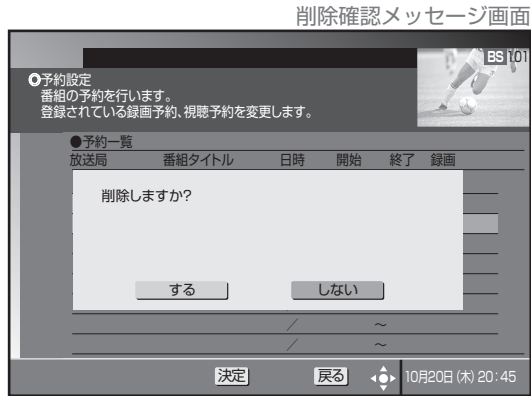 削除確認メッセージ画面
BS 101
予約設定
番組の予約を行います。
登録されている録画予約、視聴予約を変更します。
●予約一覧
放送局 番組タイトル 日時 開始 終了 録画
削除しますか?
する しない
/ ～
/ ～
決定 戻る 10月20日(木)20:45